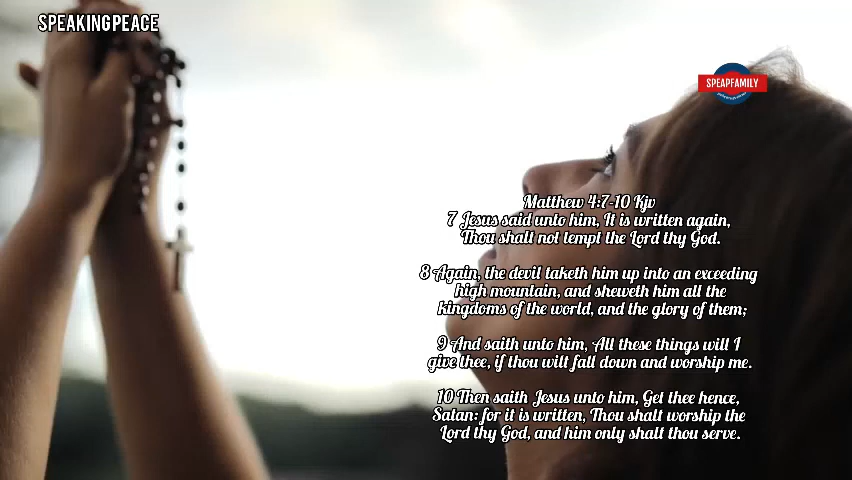 SPEAKINGPEACE
SPEAPFAMILY
Matthew 4:7-10 Kjv
7 Jesus said unto him, It is written again,
Thou shalt not tempt the Lord thy God.
8 Again, the devil taketh him up into an exceeding
high mountain, and sheweth him all the
kingdoms of the world, and the glory of them;
9 And saith unto him, All these things will I
give thee, if thou wilt fall down and worship me.
10 Then saith Jesus unto him, Get thee hence,
Satan: for it is written, Thou shalt worship the
Lord thy God, and him only shalt thou serve.